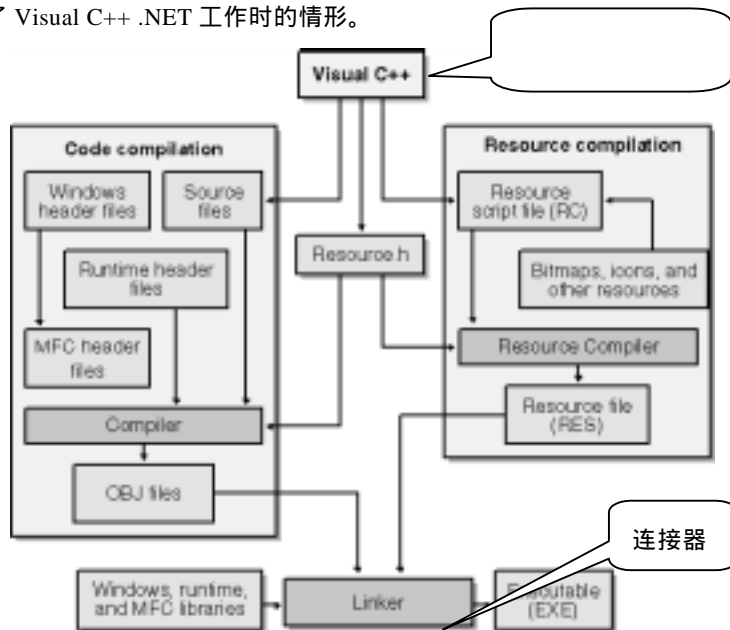 Visual C++ .NET 工作时的情形。
Visual C++
Code compilation
Resource compilation
Windows
header files
Source
files
Resource
script file (RC)
Resource.h
Runtime header
files
Bitmaps, icons, and
other resources
MFC header
files
Resource Compiler
Compiler
Resource file
(RES)
OBJ files
连接器
Windows, runtime,
and MFC libraries
Linker
Executable
(EXE)